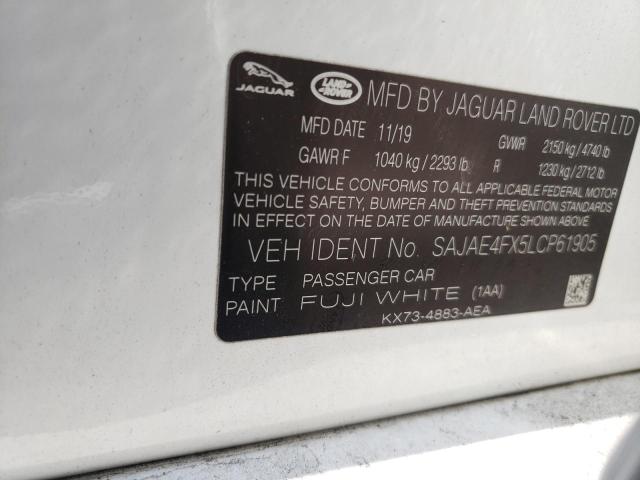 JAGUAR LAND ROVER MFD BY JAGUAR LAND ROVER LTD
MFD DATE 11/19 GVWR 2150 kg / 4740 lb
GAWR F 1040 kg / 2293 lb R 1230 kg / 2712 lb
THIS VEHICLE CONFORMS TO ALL APPLICABLE FEDERAL MOTOR
VEHICLE SAFETY, BUMPER AND THEFT PREVENTION STANDARDS
IN EFFECT ON THE DATE OF MANUFACTURE SHOWN ABOVE.
VEH IDENT No. SAJAE4FX5LCP61905
TYPE PASSENGER CAR
PAINT FUJI WHITE (1AA)
KX73-4883-AEA